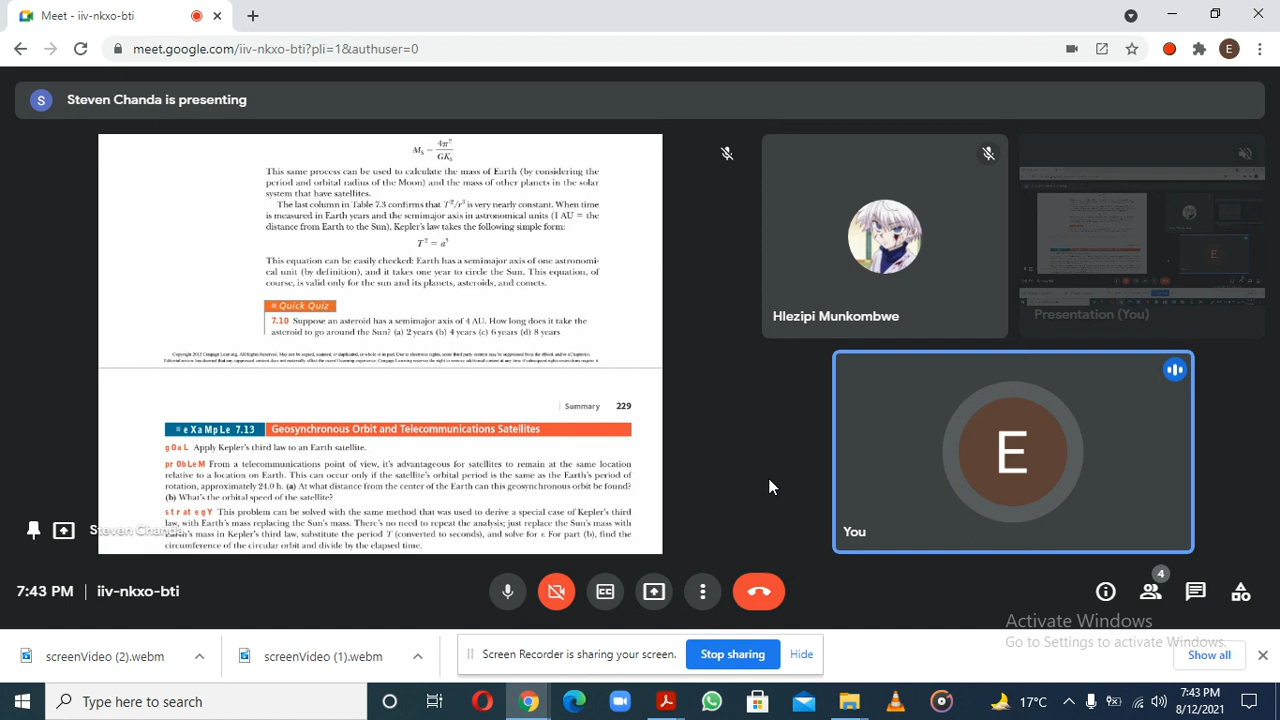 Meet - iiv-nkxo-bti
meet.google.com/iiv-nkxo-bti?pli=1&authuser=0
E
S Steven Chanda is presenting
M_S = 4π² / GK_S
This same process can be used to calculate the mass of Earth (by considering the
period and orbital radius of the Moon) and the mass of other planets in the solar
system that have satellites.
The last column in Table 7.3 confirms that T²/r³ is very nearly constant. When time
is measured in Earth years and the semimajor axis in astronomical units (1 AU = the
distance from Earth to the Sun), Kepler's law takes the following simple form:
T² = a³
This equation can be easily checked: Earth has a semimajor axis of one astronomi-
cal unit (by definition), and it takes one year to circle the Sun. This equation, of
course, is valid only for the sun and its planets, asteroids, and comets.
Quick Quiz
7.10 Suppose an asteroid has a semimajor axis of 4 AU. How long does it take the
asteroid to go around the Sun? (a) 2 years (b) 4 years (c) 6 years (d) 8 years
Summary 229
eXaMpLe 7.13 Geosynchronous Orbit and Telecommunications Satellites
gOaL Apply Kepler's third law to an Earth satellite.
prObLeM From a telecommunications point of view, it's advantageous for satellites to remain at the same location
relative to a location on Earth. This can occur only if the satellite's orbital period is the same as the Earth's period of
rotation, approximately 24.0 h. (a) At what distance from the center of the Earth can this geosynchronous orbit be found?
(b) What's the orbital speed of the satellite?
strategY This problem can be solved with the same method that was used to derive a special case of Kepler's third
law, with Earth's mass replacing the Sun's mass. There's no need to repeat the analysis; just replace the Sun's mass with
Earth's mass in Kepler's third law, substitute the period T (converted to seconds), and solve for r. For part (b), find the
circumference of the circular orbit and divide by the elapsed time.
Steven Chanda
Hlezipi Munkombwe
Presentation (You)
E
You
7:43 PM | iiv-nkxo-bti
4
Activate Windows
Go to Settings to activate Windows.
screenVideo (2).webm
screenVideo (1).webm
Screen Recorder is sharing your screen. Stop sharing Hide
Show all
Type here to search
17°C
7:43 PM
8/12/2021